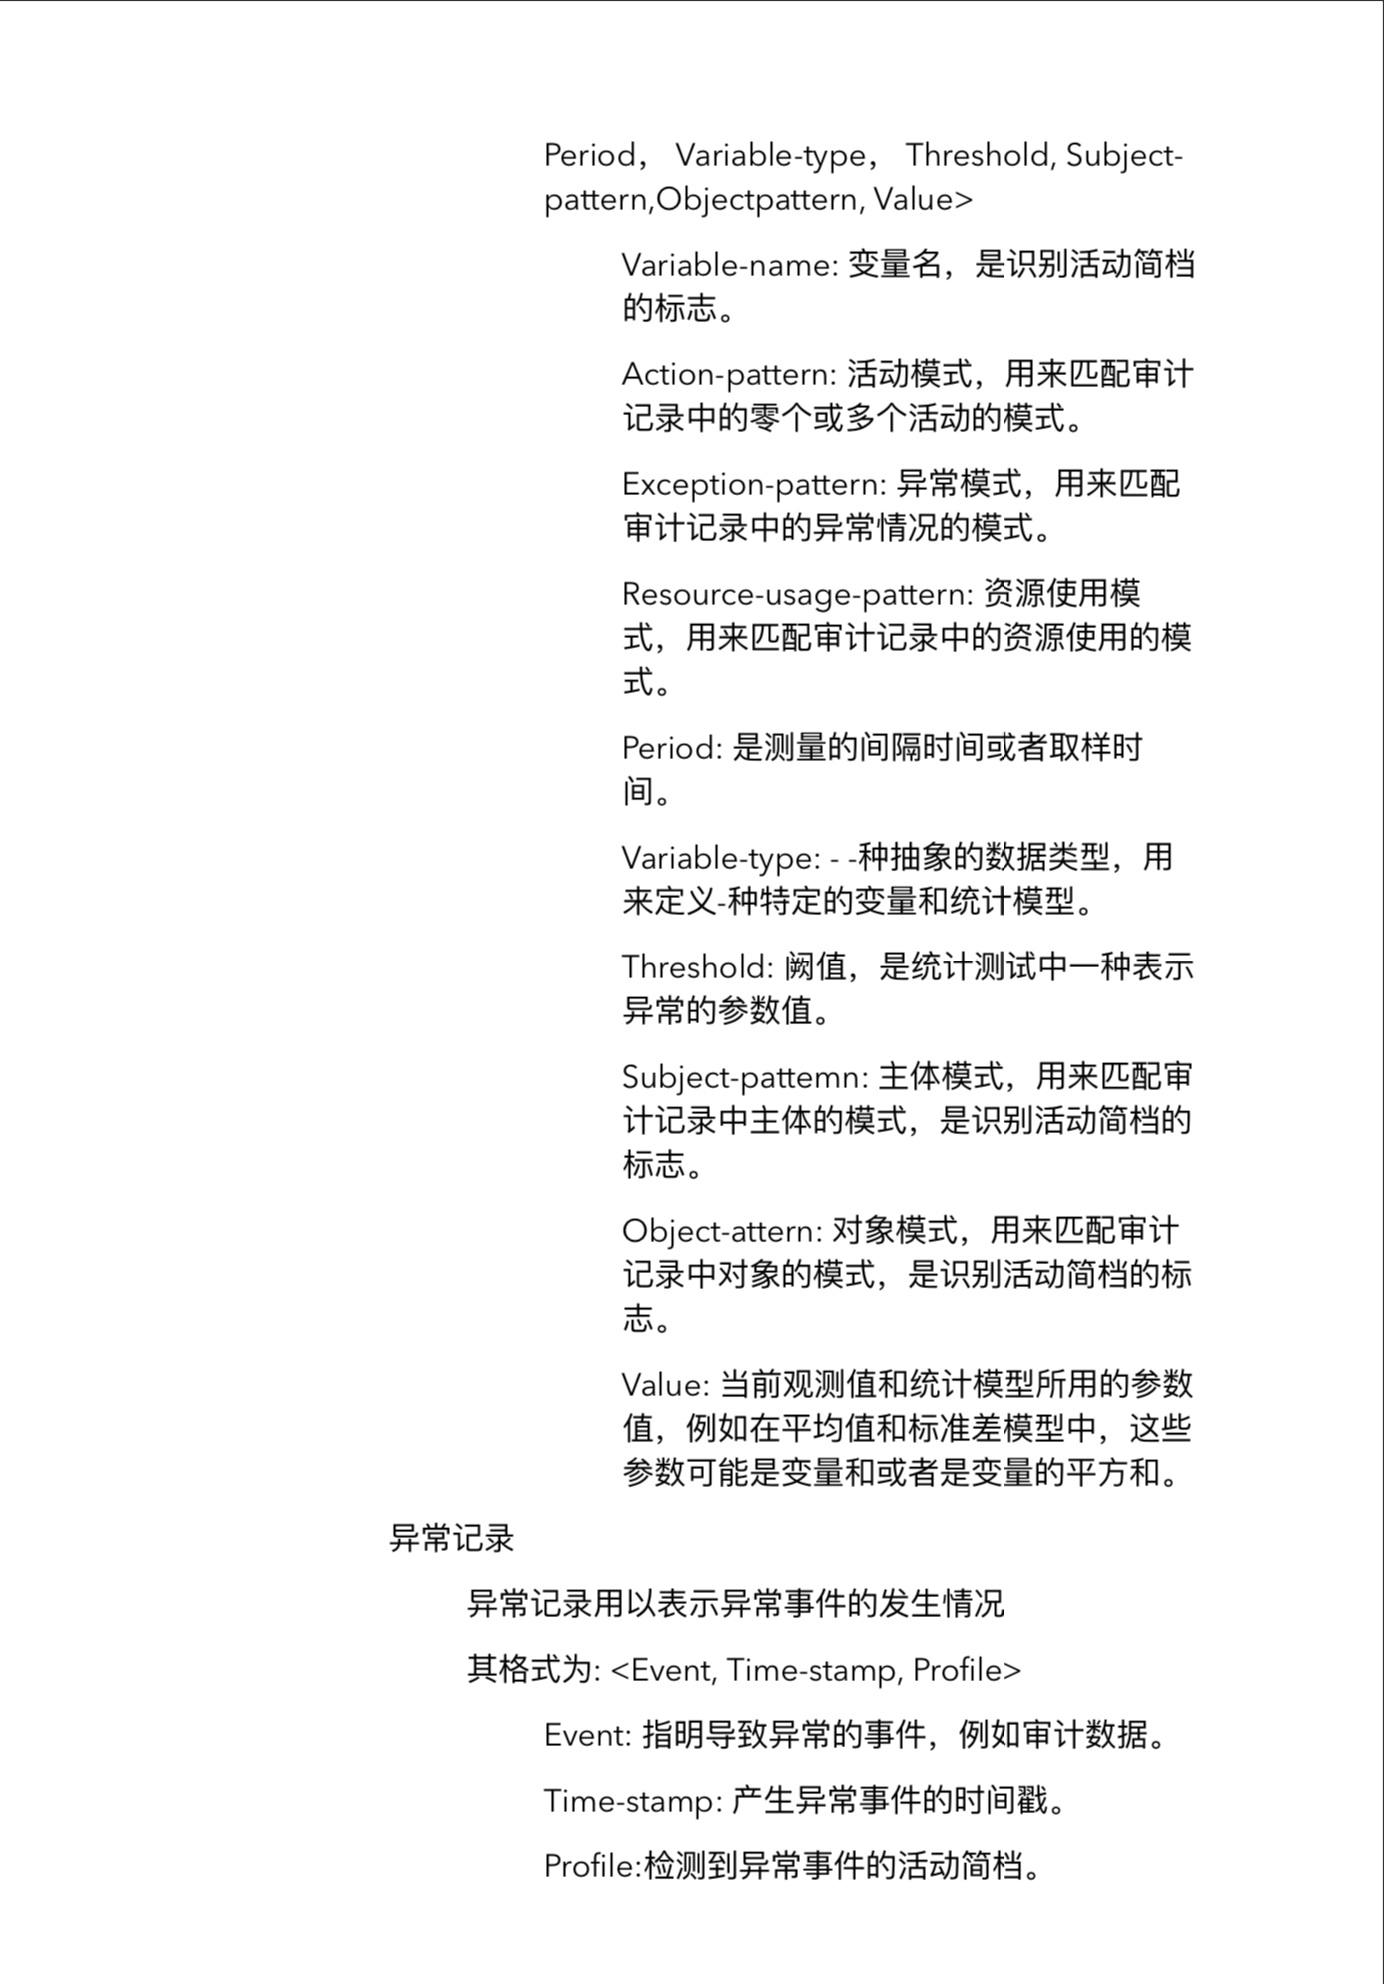 Period， Variable-type， Threshold, Subject-
pattern,Objectpattern, Value>
Variable-name: 变量名，是识别活动简档
的标志。
Action-pattern: 活动模式，用来匹配审计
记录中的零个或多个活动的模式。
Exception-pattern: 异常模式，用来匹配
审计记录中的异常情况的模式。
Resource-usage-pattern: 资源使用模
式，用来匹配审计记录中的资源使用的模
式。
Period: 是测量的间隔时间或者取样时
间。
Variable-type: - -种抽象的数据类型，用
来定义-种特定的变量和统计模型。
Threshold: 阙值，是统计测试中一种表示
异常的参数值。
Subject-pattemn: 主体模式，用来匹配审
计记录中主体的模式，是识别活动简档的
标志。
Object-attern: 对象模式，用来匹配审计
记录中对象的模式，是识别活动简档的标
志。
Value: 当前观测值和统计模型所用的参数
值，例如在平均值和标准差模型中，这些
参数可能是变量和或者是变量的平方和。
异常记录
异常记录用以表示异常事件的发生情况
其格式为: <Event, Time-stamp, Profile>
Event: 指明导致异常的事件，例如审计数据。
Time-stamp: 产生异常事件的时间戳。
Profile:检测到异常事件的活动简档。